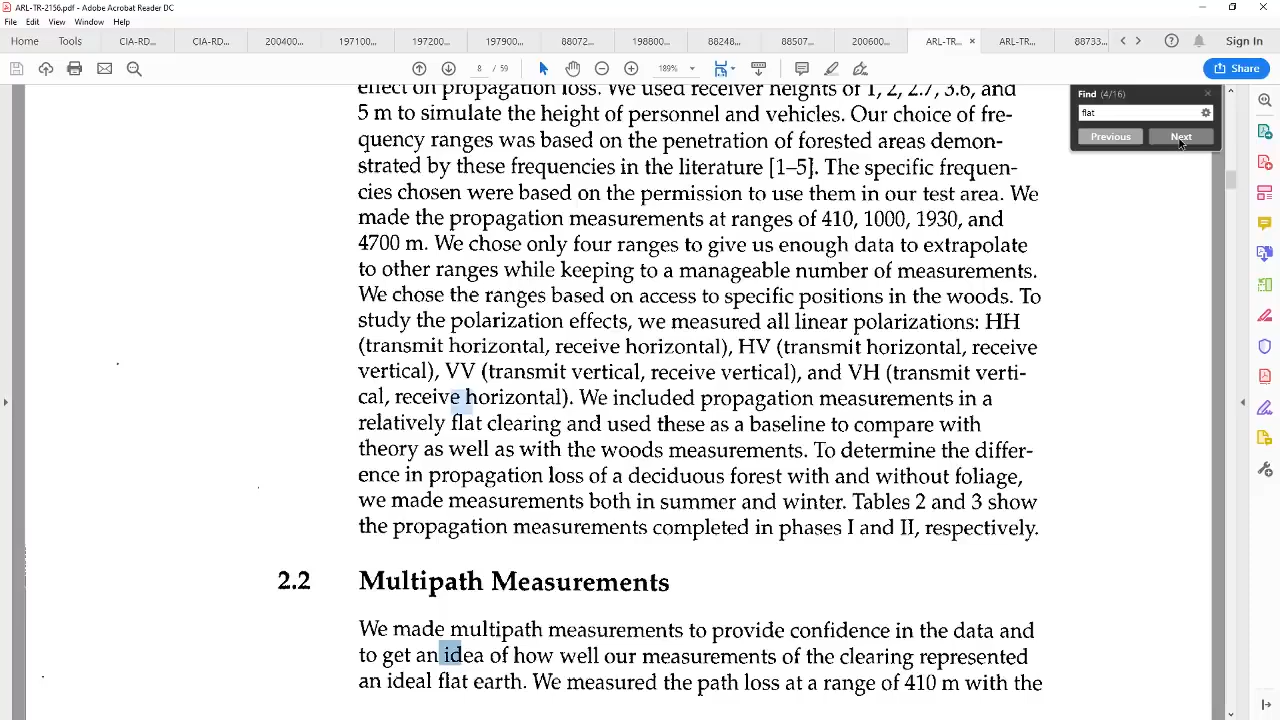 ARL-TR-2156.pdf - Adobe Acrobat Reader DC
File Edit View Window Help
Home Tools CIA-RD... CIA-RD... 200400... 197100... 197200... 197900... 88072... 198800... 88248... 88507... 200600... ARL-TR... × ARL-TR... 88733... Sign In
8 / 59 189% Share
Find (4/16)
flat
Previous Next
effect on propagation loss. We used receiver heights of 1, 2, 2.7, 3.6, and
5 m to simulate the height of personnel and vehicles. Our choice of fre-
quency ranges was based on the penetration of forested areas demon-
strated by these frequencies in the literature [1–5]. The specific frequen-
cies chosen were based on the permission to use them in our test area. We
made the propagation measurements at ranges of 410, 1000, 1930, and
4700 m. We chose only four ranges to give us enough data to extrapolate
to other ranges while keeping to a manageable number of measurements.
We chose the ranges based on access to specific positions in the woods. To
study the polarization effects, we measured all linear polarizations: HH
(transmit horizontal, receive horizontal), HV (transmit horizontal, receive
vertical), VV (transmit vertical, receive vertical), and VH (transmit verti-
cal, receive horizontal). We included propagation measurements in a
relatively flat clearing and used these as a baseline to compare with
theory as well as with the woods measurements. To determine the differ-
ence in propagation loss of a deciduous forest with and without foliage,
we made measurements both in summer and winter. Tables 2 and 3 show
the propagation measurements completed in phases I and II, respectively.
2.2 Multipath Measurements
We made multipath measurements to provide confidence in the data and
to get an idea of how well our measurements of the clearing represented
an ideal flat earth. We measured the path loss at a range of 410 m with the